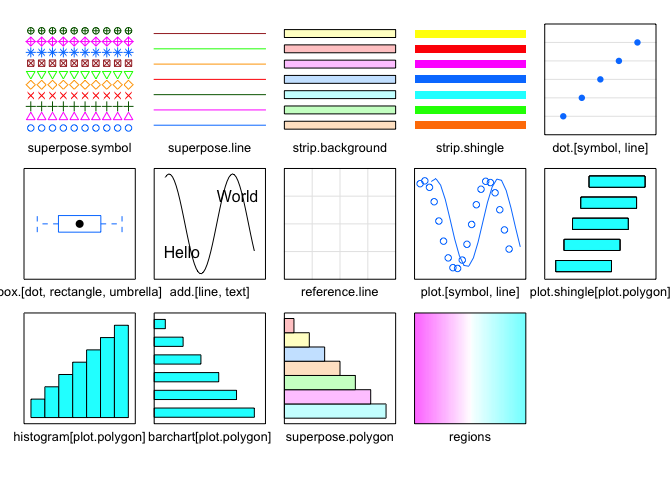 superpose.symbol
superpose.line
strip.background
strip.shingle
dot.[symbol, line]
World
Hello
box.[dot, rectangle, umbrella]
add.[line, text]
reference.line
plot.[symbol, line]
plot.shingle[plot.polygon]
histogram[plot.polygon]
barchart[plot.polygon]
superpose.polygon
regions